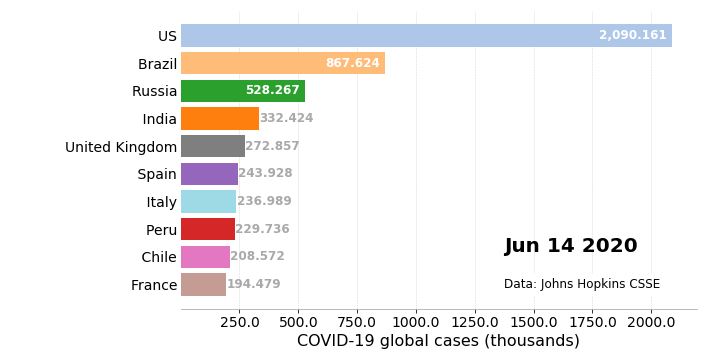 US 2,090.161
Brazil 867.624
Russia 528.267
India 332.424
United Kingdom 272.857
Spain 243.928
Italy 236.989
Peru 229.736
Chile 208.572
France 194.479
Jun 14 2020
Data: Johns Hopkins CSSE
250.0 500.0 750.0 1000.0 1250.0 1500.0 1750.0 2000.0
COVID-19 global cases (thousands)